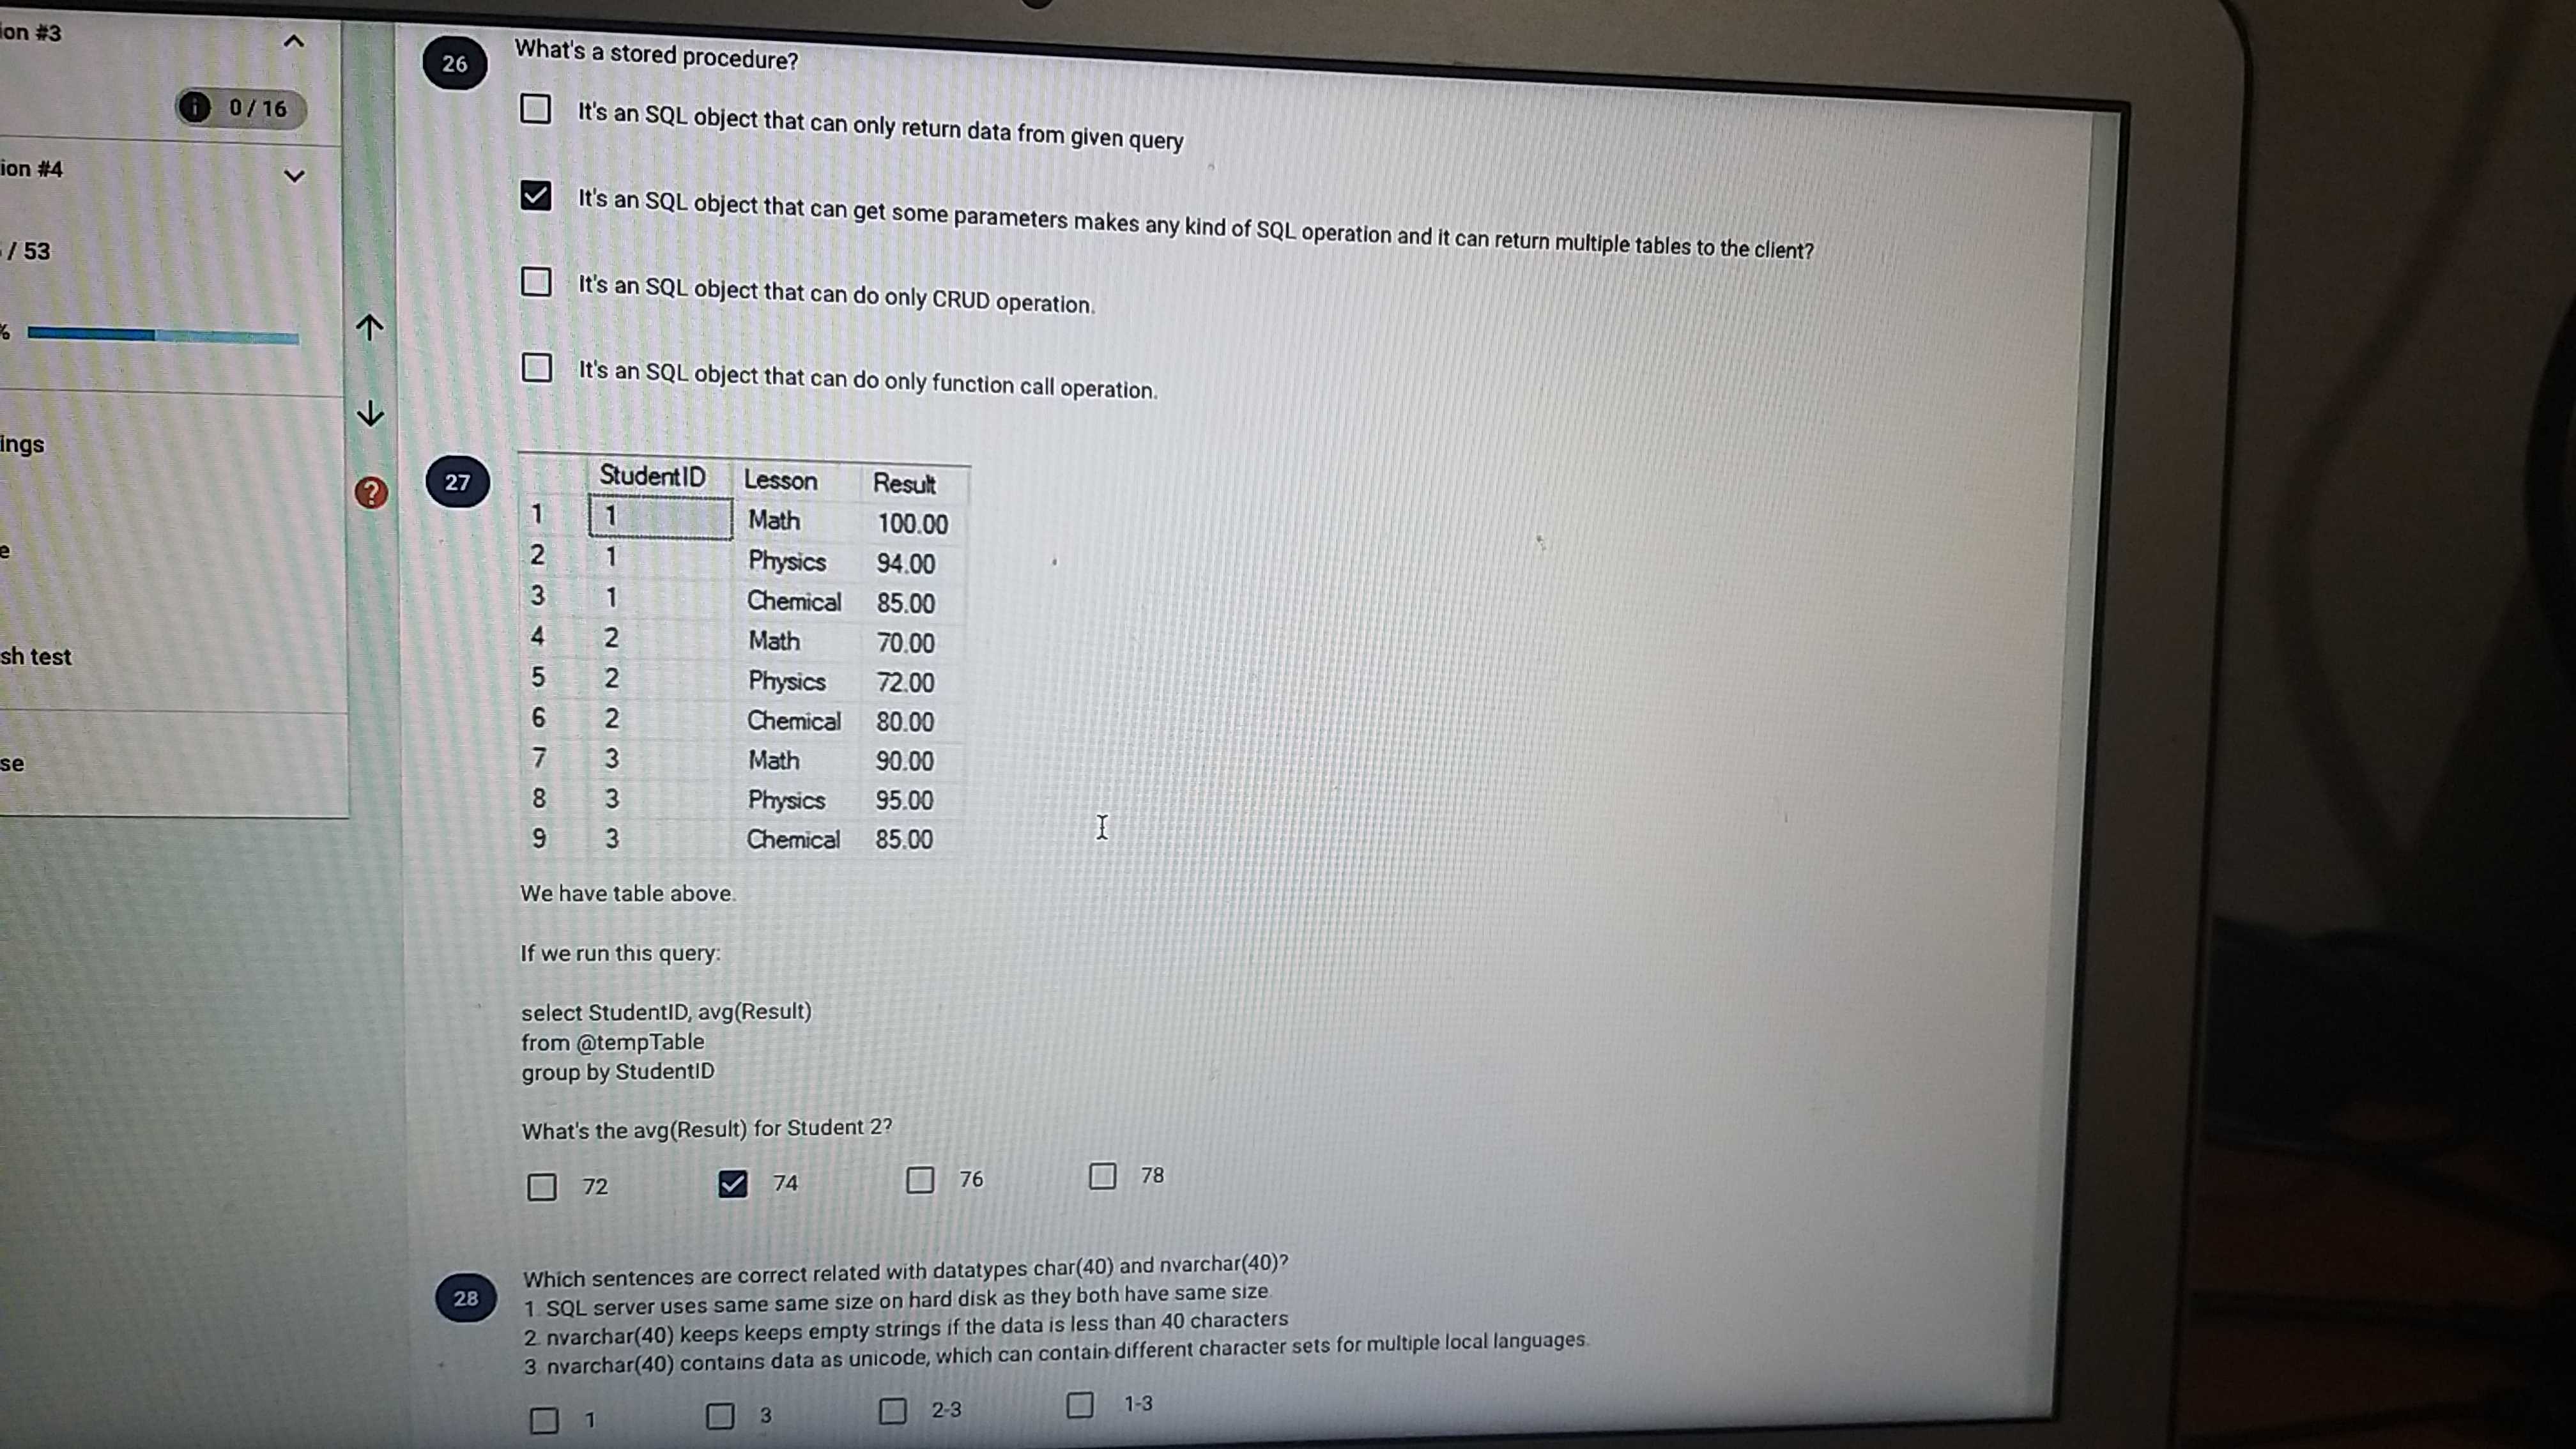 ion #3
0 / 16
ion #4
/ 53
%
ings
e
sh test
se
?
26
What's a stored procedure?
It's an SQL object that can only return data from given query
It's an SQL object that can get some parameters makes any kind of SQL operation and it can return multiple tables to the client?
It's an SQL object that can do only CRUD operation.
It's an SQL object that can do only function call operation.
27
StudentID Lesson Result
1 1 Math 100.00
2 1 Physics 94.00
3 1 Chemical 85.00
4 2 Math 70.00
5 2 Physics 72.00
6 2 Chemical 80.00
7 3 Math 90.00
8 3 Physics 95.00
9 3 Chemical 85.00
We have table above.
If we run this query:
select StudentID, avg(Result)
from @tempTable
group by StudentID
What's the avg(Result) for Student 2?
72 74 76 78
28
Which sentences are correct related with datatypes char(40) and nvarchar(40)?
1. SQL server uses same same size on hard disk as they both have same size.
2. nvarchar(40) keeps keeps empty strings if the data is less than 40 characters
3. nvarchar(40) contains data as unicode, which can contain different character sets for multiple local languages.
1 3 2-3 1-3